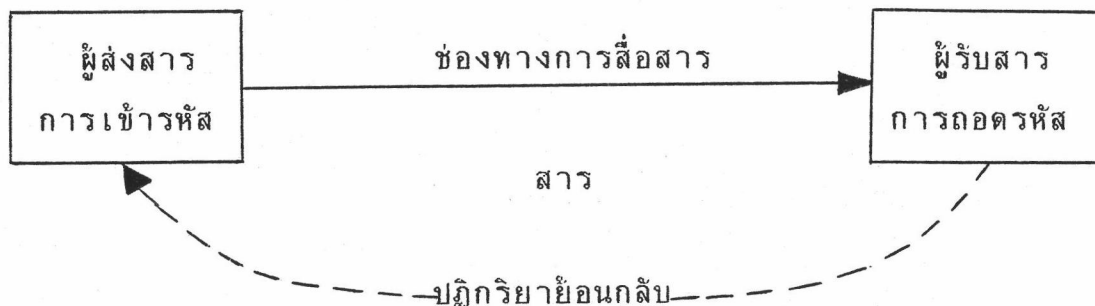 ผู้ส่งสาร
การเข้ารหัส
ช่องทางการสื่อสาร
ผู้รับสาร
การถอดรหัส
สาร
ปฏิกริยาย้อนกลับ